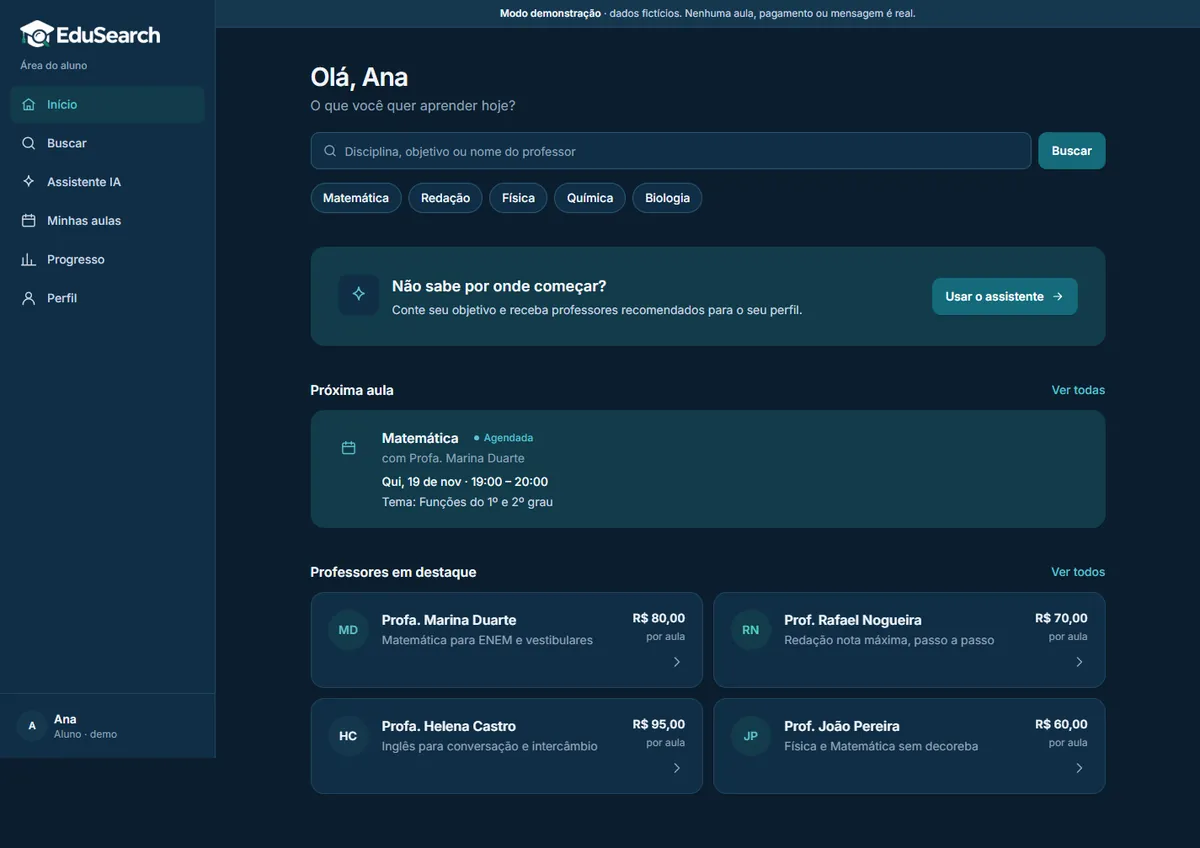 EduSearch
Área do aluno
Início
Buscar
Assistente IA
Minhas aulas
Progresso
Perfil
A
Ana
Aluno · demo
Modo demonstração · dados fictícios. Nenhuma aula, pagamento ou mensagem é real.
Olá, Ana
O que você quer aprender hoje?
Disciplina, objetivo ou nome do professor
Buscar
Matemática
Redação
Física
Química
Biologia
Não sabe por onde começar?
Conte seu objetivo e receba professores recomendados para o seu perfil.
Usar o assistente →
Próxima aula
Ver todas
Matemática
Agendada
com Profa. Marina Duarte
Qui, 19 de nov · 19:00 – 20:00
Tema: Funções do 1º e 2º grau
Professores em destaque
Ver todos
MD
Profa. Marina Duarte
Matemática para ENEM e vestibulares
R$ 80,00
por aula
RN
Prof. Rafael Nogueira
Redação nota máxima, passo a passo
R$ 70,00
por aula
HC
Profa. Helena Castro
Inglês para conversação e intercâmbio
R$ 95,00
por aula
JP
Prof. João Pereira
Física e Matemática sem decoreba
R$ 60,00
por aula